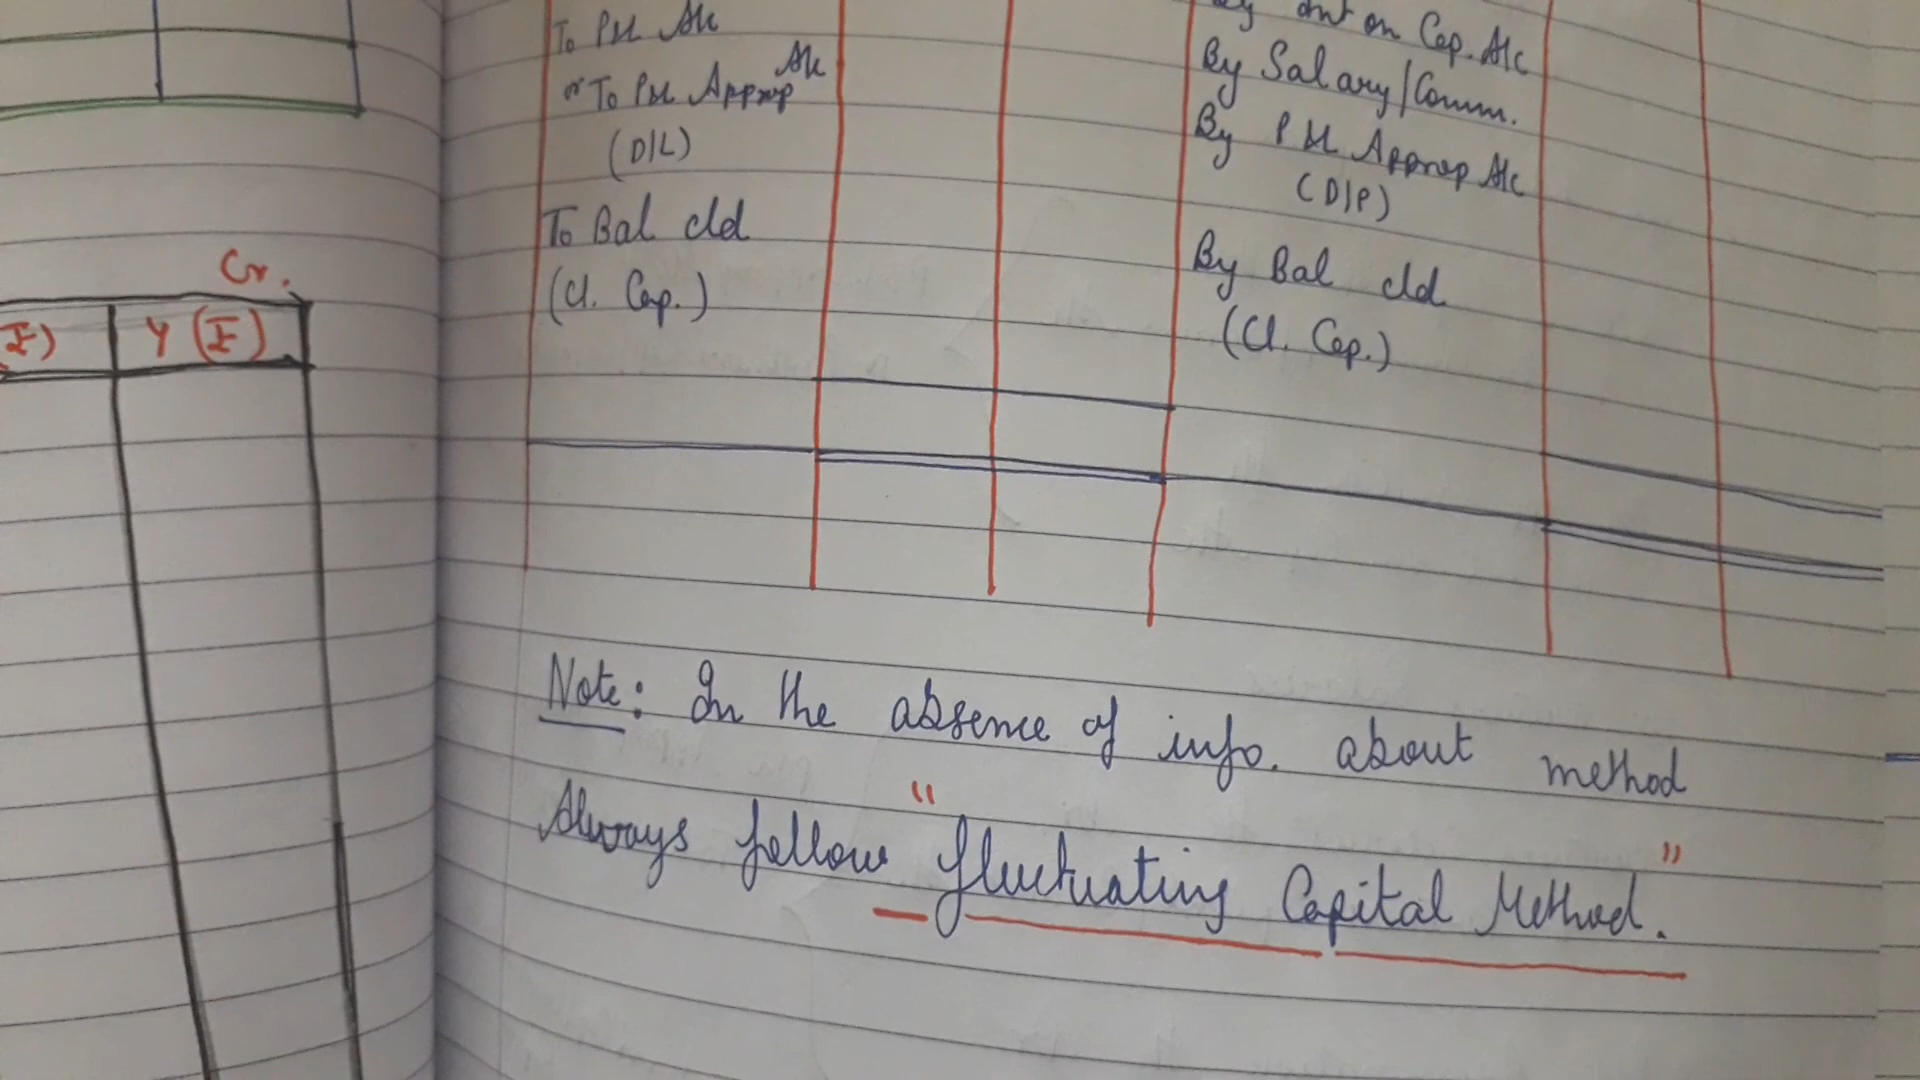 Cr.
Y (I)
To P&L A/c
or To P&L Approp A/c
(D/L)
To Bal c/d
(Cl. Cap.)
By Int on Cap. A/c
By Salary/Comm.
By P&L Approp A/c
(D/P)
By Bal c/d
(Cl. Cap.)
Note: In the absence of info. about method
Always follow "fluctuating Capital Method."